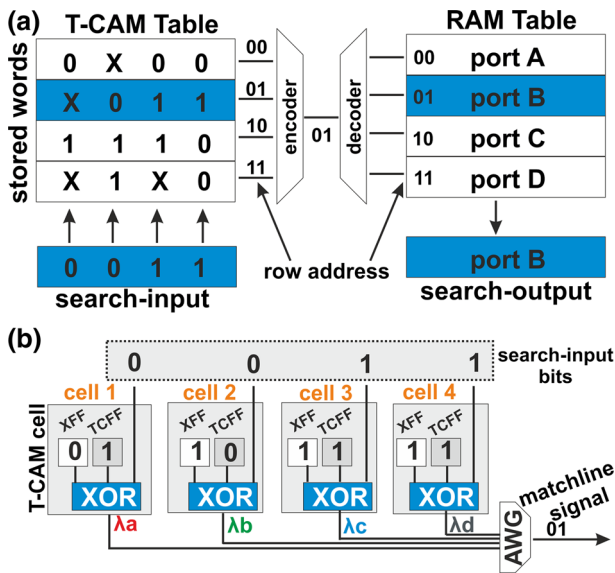 (a) T-CAM Table RAM Table
stored words
0 X 0 0 00 00 port A
X 0 1 1 01 01 port B
1 1 1 0 10 10 port C
X 1 X 0 11 11 port D
encoder 01 decoder
0 0 1 1 row address port B
search-input search-output
(b)
0 0 1 1 search-input bits
cell 1 cell 2 cell 3 cell 4
T-CAM cell
XFF TCFF XFF TCFF XFF TCFF XFF TCFF
0 1 1 0 1 1 1 1
XOR XOR XOR XOR
λa λb λc λd
AWG
matchline signal
01